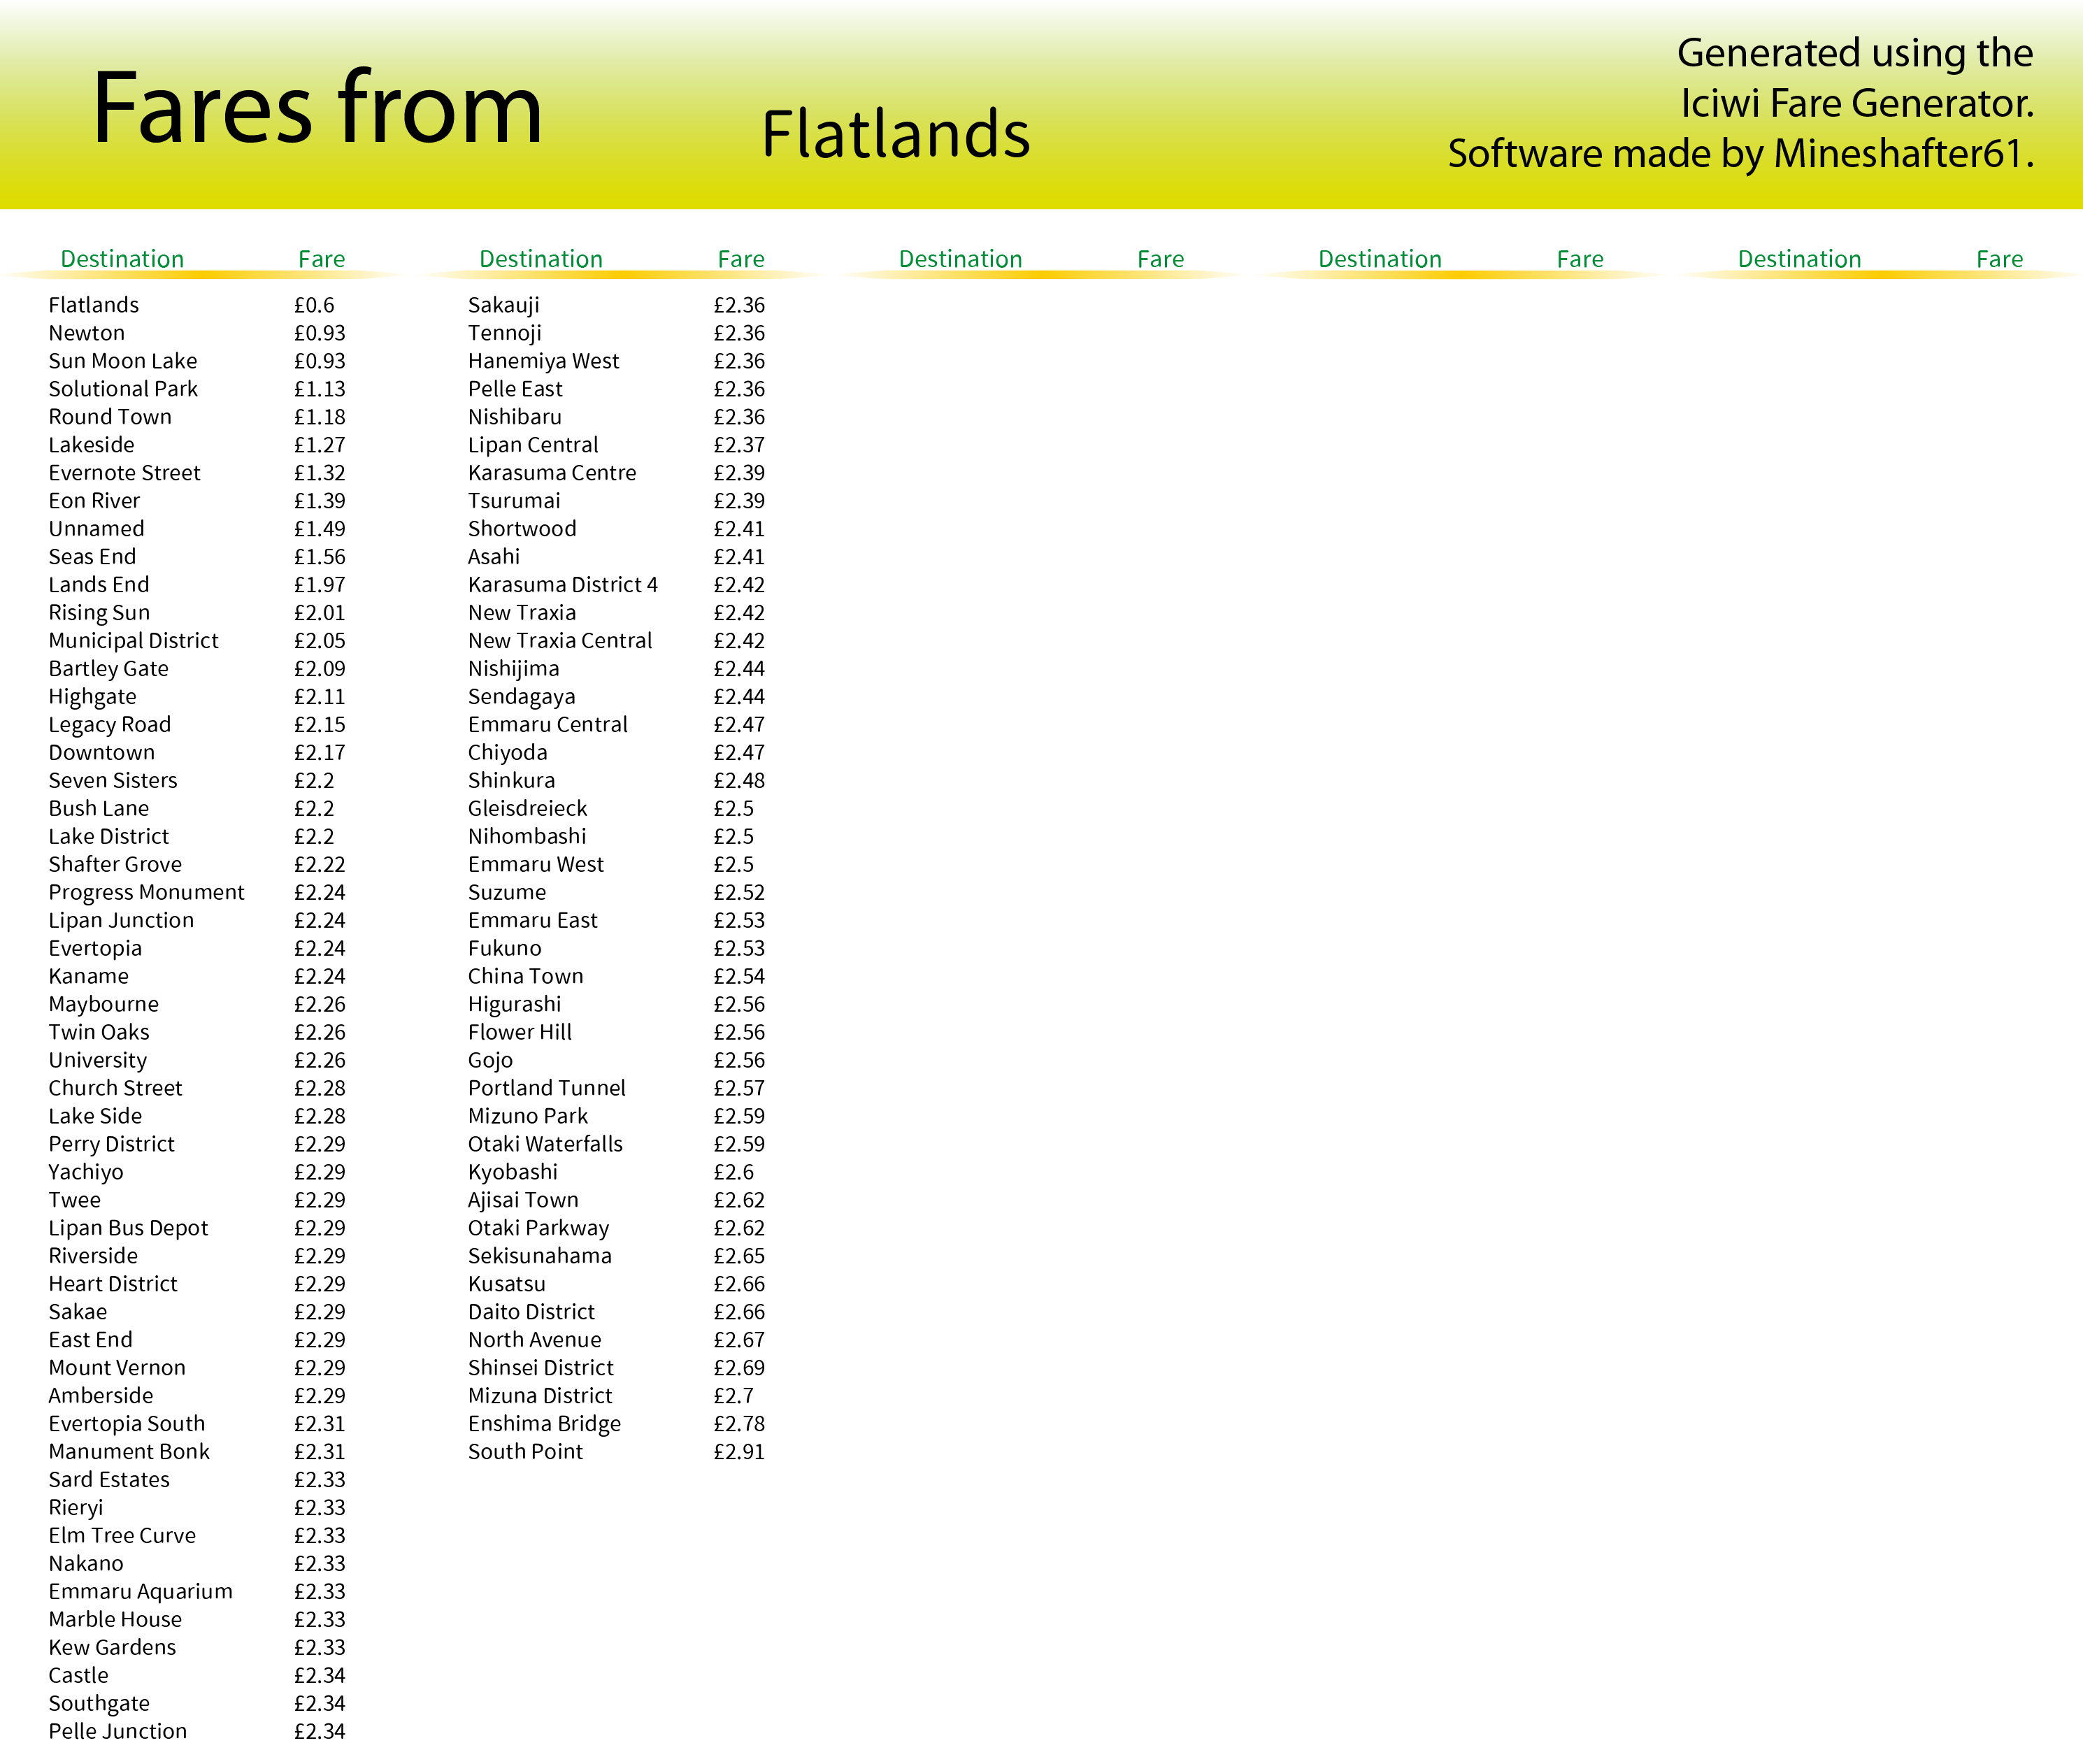 Fares from
Flatlands
Generated using the
Iciwi Fare Generator.
Software made by Mineshafter61.
Destination Fare
Flatlands £0.6
Newton £0.93
Sun Moon Lake £0.93
Solutional Park £1.13
Round Town £1.18
Lakeside £1.27
Evernote Street £1.32
Eon River £1.39
Unnamed £1.49
Seas End £1.56
Lands End £1.97
Rising Sun £2.01
Municipal District £2.05
Bartley Gate £2.09
Highgate £2.11
Legacy Road £2.15
Downtown £2.17
Seven Sisters £2.2
Bush Lane £2.2
Lake District £2.2
Shafter Grove £2.22
Progress Monument £2.24
Lipan Junction £2.24
Evertopia £2.24
Kaname £2.24
Maybourne £2.26
Twin Oaks £2.26
University £2.26
Church Street £2.28
Lake Side £2.28
Perry District £2.29
Yachiyo £2.29
Twee £2.29
Lipan Bus Depot £2.29
Riverside £2.29
Heart District £2.29
Sakae £2.29
East End £2.29
Mount Vernon £2.29
Amberside £2.29
Evertopia South £2.31
Manument Bonk £2.31
Sard Estates £2.33
Rieryi £2.33
Elm Tree Curve £2.33
Nakano £2.33
Emmaru Aquarium £2.33
Marble House £2.33
Kew Gardens £2.33
Castle £2.34
Southgate £2.34
Pelle Junction £2.34
Destination Fare
Sakauji £2.36
Tennoji £2.36
Hanemiya West £2.36
Pelle East £2.36
Nishibaru £2.36
Lipan Central £2.37
Karasuma Centre £2.39
Tsurumai £2.39
Shortwood £2.41
Asahi £2.41
Karasuma District 4 £2.42
New Traxia £2.42
New Traxia Central £2.42
Nishijima £2.44
Sendagaya £2.44
Emmaru Central £2.47
Chiyoda £2.47
Shinkura £2.48
Gleisdreieck £2.5
Nihombashi £2.5
Emmaru West £2.5
Suzume £2.52
Emmaru East £2.53
Fukuno £2.53
China Town £2.54
Higurashi £2.56
Flower Hill £2.56
Gojo £2.56
Portland Tunnel £2.57
Mizuno Park £2.59
Otaki Waterfalls £2.59
Kyobashi £2.6
Ajisai Town £2.62
Otaki Parkway £2.62
Sekisunahama £2.65
Kusatsu £2.66
Daito District £2.66
North Avenue £2.67
Shinsei District £2.69
Mizuna District £2.7
Enshima Bridge £2.78
South Point £2.91
Destination Fare
Destination Fare
Destination Fare